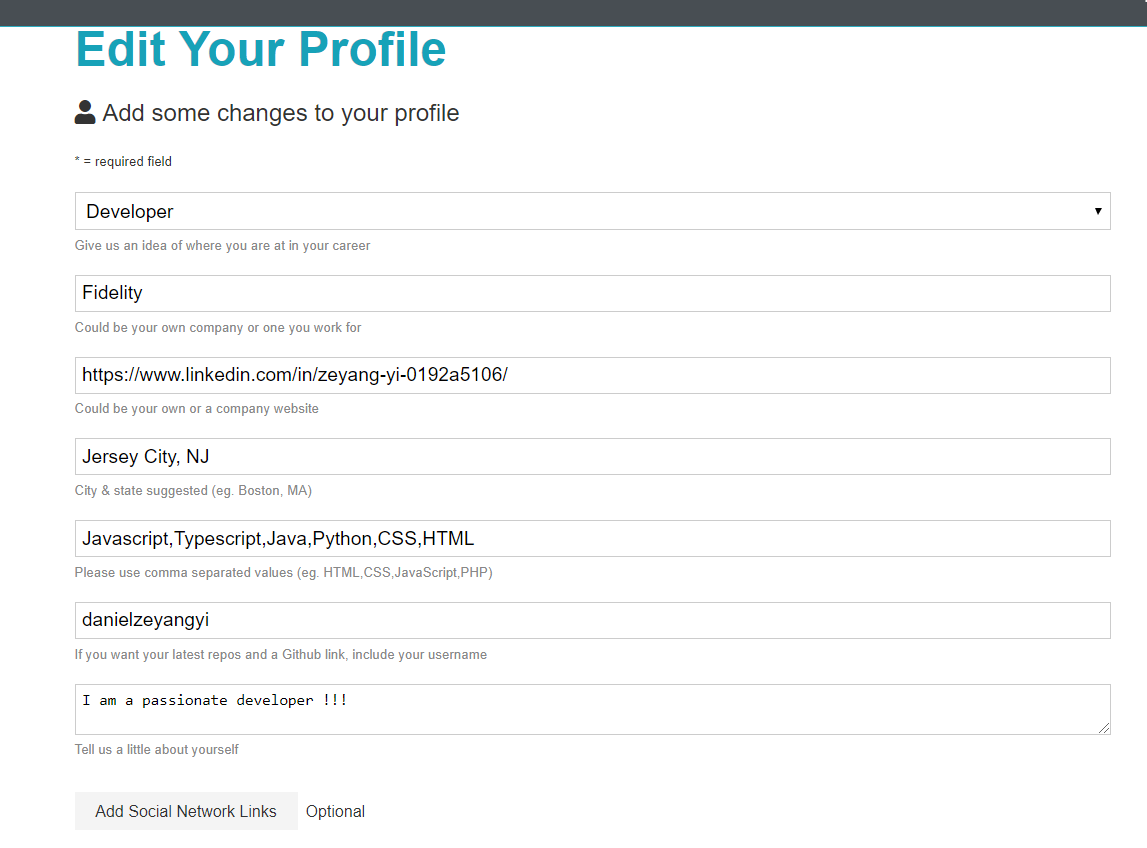 Edit Your Profile
Add some changes to your profile
* = required field
Developer
Give us an idea of where you are at in your career
Fidelity
Could be your own company or one you work for
https://www.linkedin.com/in/zeyang-yi-0192a5106/
Could be your own or a company website
Jersey City, NJ
City & state suggested (eg. Boston, MA)
Javascript,Typescript,Java,Python,CSS,HTML
Please use comma separated values (eg. HTML,CSS,JavaScript,PHP)
danielzeyangyi
If you want your latest repos and a Github link, include your username
I am a passionate developer !!!
Tell us a little about yourself
Add Social Network Links Optional